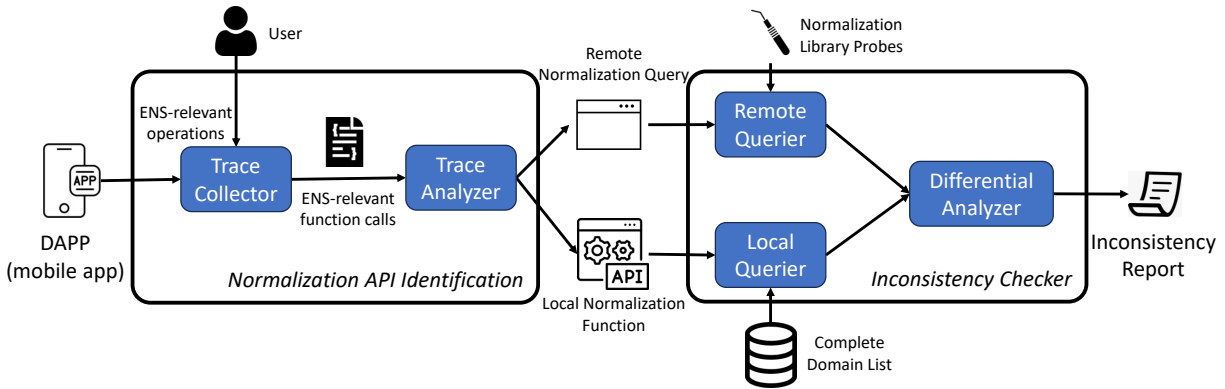 User
Normalization
Library Probes
Remote
Normalization Query
ENS-relevant
operations
Remote
Querier
APP
Trace
Collector
Trace
Analyzer
Differential
Analyzer
ENS-relevant
function calls
DAPP
(mobile app)
Local
Querier
Inconsistency
Report
API
Normalization API Identification
Inconsistency Checker
Local Normalization
Function
Complete
Domain List